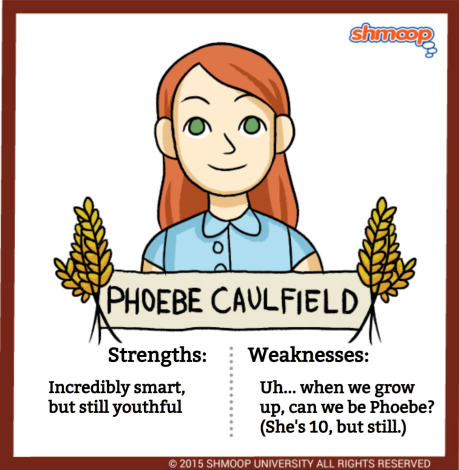 shmoop
PHOEBE CAULFIELD
Strengths:
Incredibly smart,
but still youthful
Weaknesses:
Uh... when we grow
up, can we be Phoebe?
(She's 10, but still.)
© 2015 SHMOOP UNIVERSITY ALL RIGHTS RESERVED